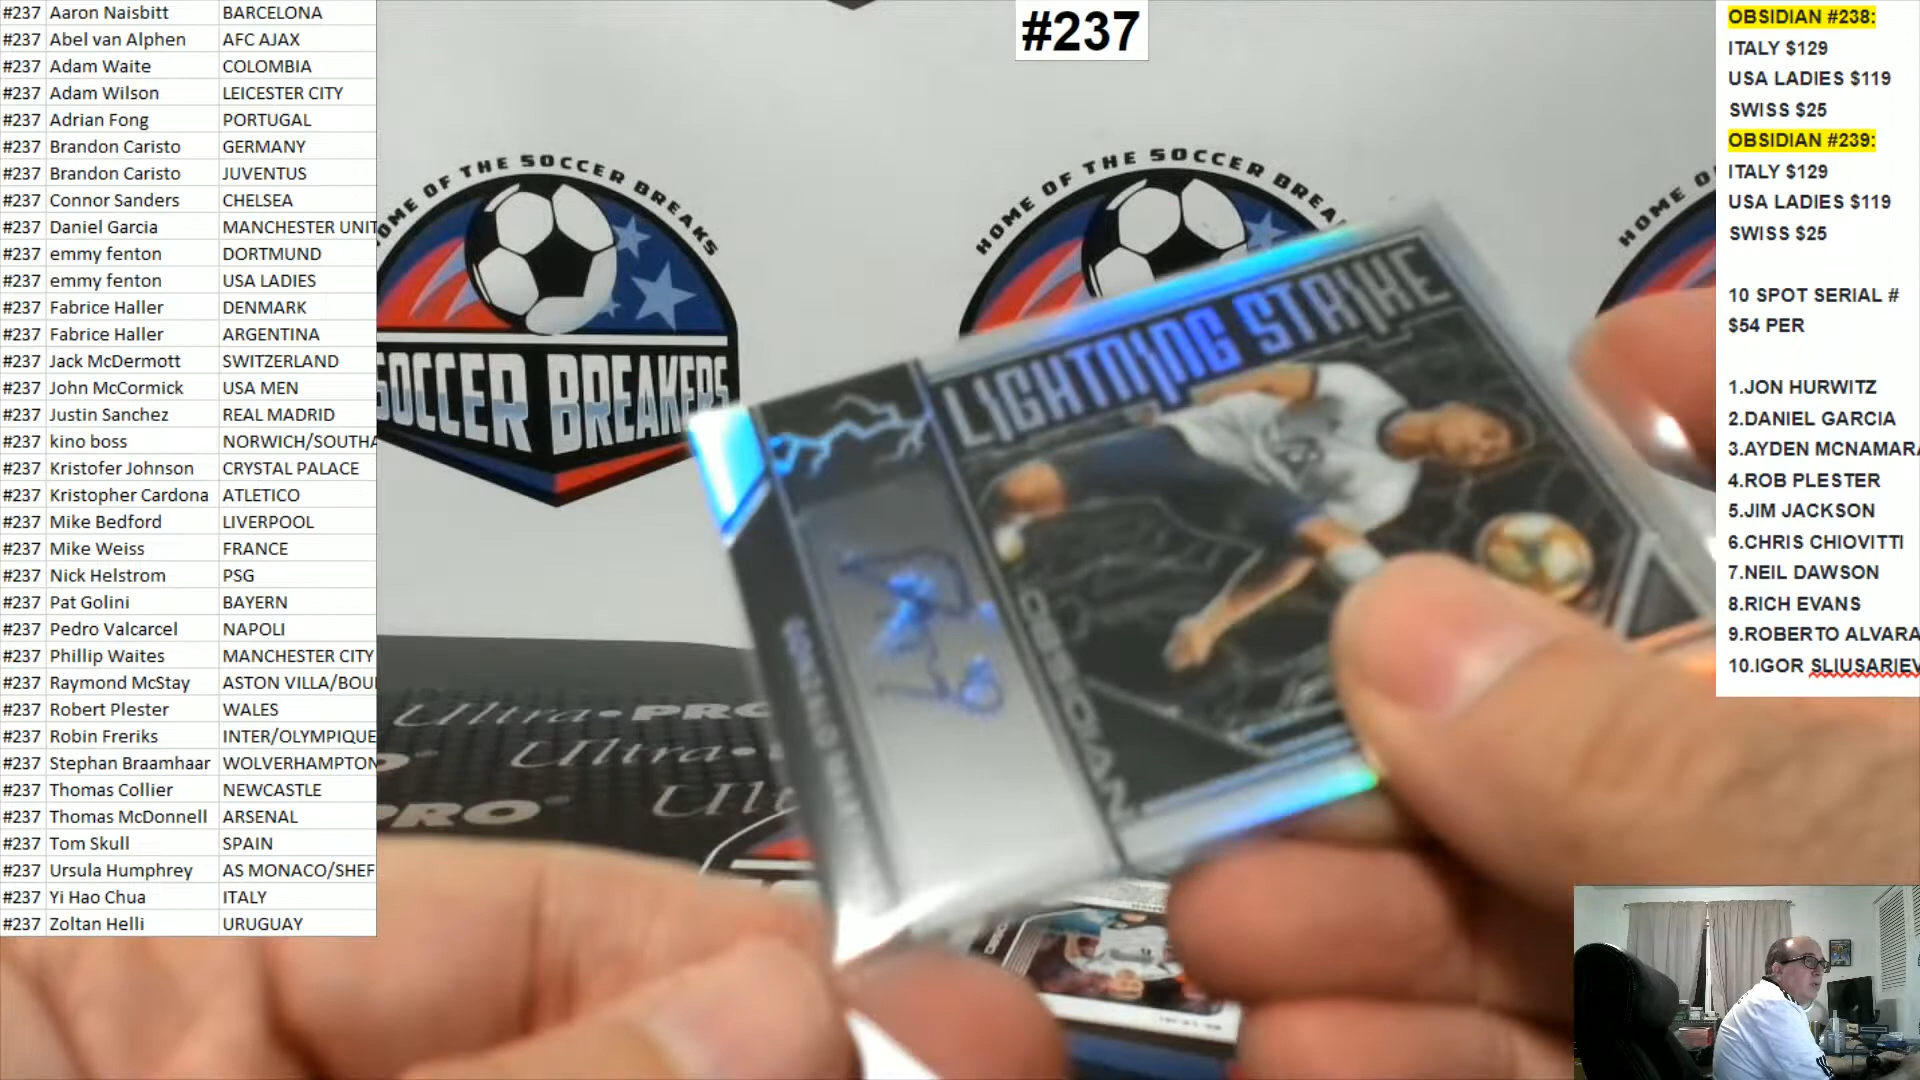 #237 Aaron Naisbitt BARCELONA
#237 Abel van Alphen AFC AJAX
#237 Adam Waite COLOMBIA
#237 Adam Wilson LEICESTER CITY
#237 Adrian Fong PORTUGAL
#237 Brandon Caristo GERMANY
#237 Brandon Caristo JUVENTUS
#237 Connor Sanders CHELSEA
#237 Daniel Garcia MANCHESTER UNIT
#237 emmy fenton DORTMUND
#237 emmy fenton USA LADIES
#237 Fabrice Haller DENMARK
#237 Fabrice Haller ARGENTINA
#237 Jack McDermott SWITZERLAND
#237 John McCormick USA MEN
#237 Justin Sanchez REAL MADRID
#237 kino boss NORWICH/SOUTHA
#237 Kristofer Johnson CRYSTAL PALACE
#237 Kristopher Cardona ATLETICO
#237 Mike Bedford LIVERPOOL
#237 Mike Weiss FRANCE
#237 Nick Helstrom PSG
#237 Pat Golini BAYERN
#237 Pedro Valcarcel NAPOLI
#237 Phillip Waites MANCHESTER CITY
#237 Raymond McStay ASTON VILLA/BOU
#237 Robert Plester WALES
#237 Robin Freriks INTER/OLYMPIQUE
#237 Stephan Braamhaar WOLVERHAMPTON
#237 Thomas Collier NEWCASTLE
#237 Thomas McDonnell ARSENAL
#237 Tom Skull SPAIN
#237 Ursula Humphrey AS MONACO/SHEF
#237 Yi Hao Chua ITALY
#237 Zoltan Helli URUGUAY
#237
HOME OF THE SOCCER BREAKS
SOCCER BREAKERS
HOME OF THE SOCCER BREA
HOME O
LIGHTNING STRIKE
OBSIDIAN
Ultra•PRO
Ultra•
PRO
Ult
OBSIDIAN #238:
ITALY $129
USA LADIES $119
SWISS $25
OBSIDIAN #239:
ITALY $129
USA LADIES $119
SWISS $25
10 SPOT SERIAL #
$54 PER
1.JON HURWITZ
2.DANIEL GARCIA
3.AYDEN MCNAMARA
4.ROB PLESTER
5.JIM JACKSON
6.CHRIS CHIOVITTI
7.NEIL DAWSON
8.RICH EVANS
9.ROBERTO ALVARA
10.IGOR SLIUSARIEV